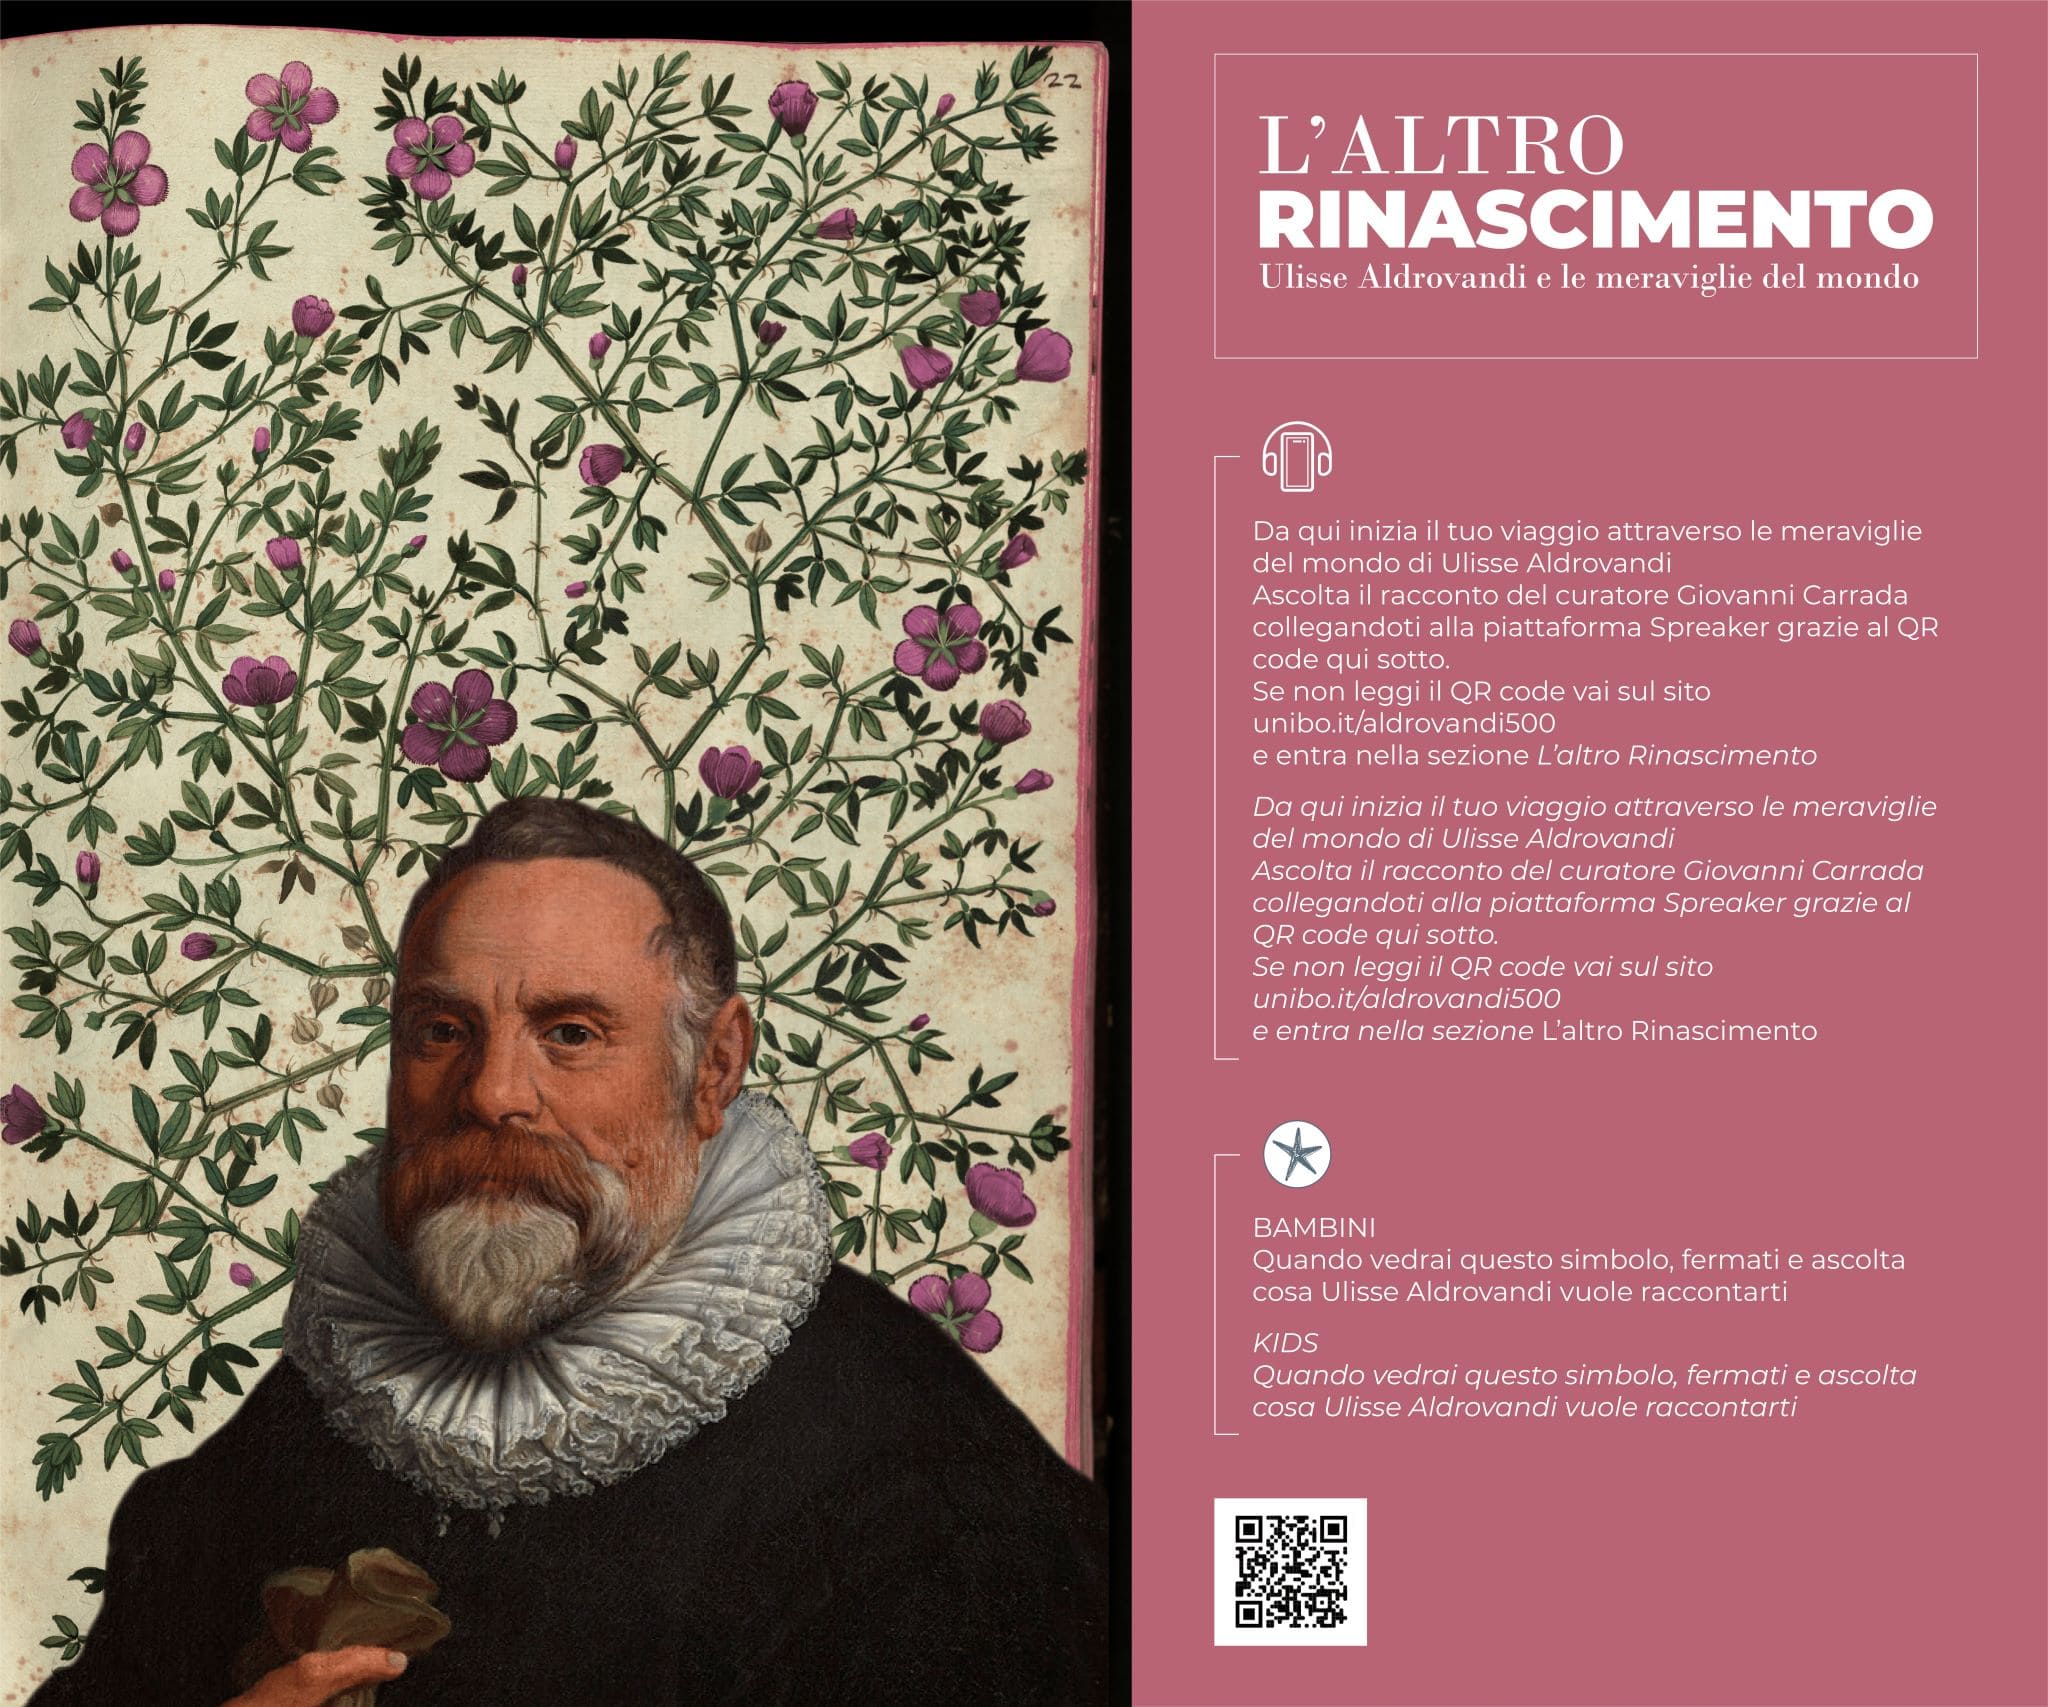 22
L’ALTRO
RINASCIMENTO
Ulisse Aldrovandi e le meraviglie del mondo
Da qui inizia il tuo viaggio attraverso le meraviglie
del mondo di Ulisse Aldrovandi
Ascolta il racconto del curatore Giovanni Carrada
collegandoti alla piattaforma Spreaker grazie al QR
code qui sotto.
Se non leggi il QR code vai sul sito
unibo.it/aldrovandi500
e entra nella sezione L’altro Rinascimento
Da qui inizia il tuo viaggio attraverso le meraviglie
del mondo di Ulisse Aldrovandi
Ascolta il racconto del curatore Giovanni Carrada
collegandoti alla piattaforma Spreaker grazie al
QR code qui sotto.
Se non leggi il QR code vai sul sito
unibo.it/aldrovandi500
e entra nella sezione L’altro Rinascimento
BAMBINI
Quando vedrai questo simbolo, fermati e ascolta
cosa Ulisse Aldrovandi vuole raccontarti
KIDS
Quando vedrai questo simbolo, fermati e ascolta
cosa Ulisse Aldrovandi vuole raccontarti